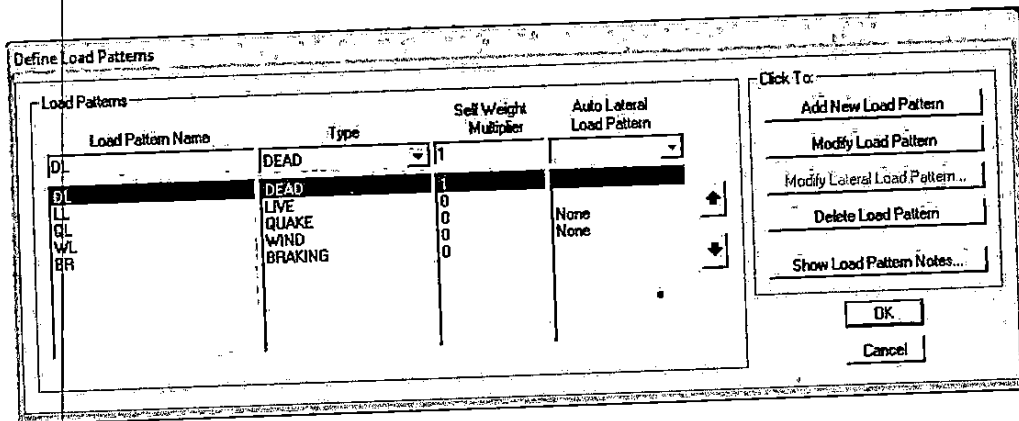 Define Load Patterns
Load Patterns
Load Pattern Name Type Self Weight Multiplier Auto Lateral Load Pattern
DL DEAD 1
DL DEAD 1
LL LIVE 0
QL QUAKE 0 None
WL WIND 0 None
BR BRAKING 0
Click To:
Add New Load Pattern
Modify Load Pattern
Modify Lateral Load Pattern...
Delete Load Pattern
Show Load Pattern Notes...
OK
Cancel